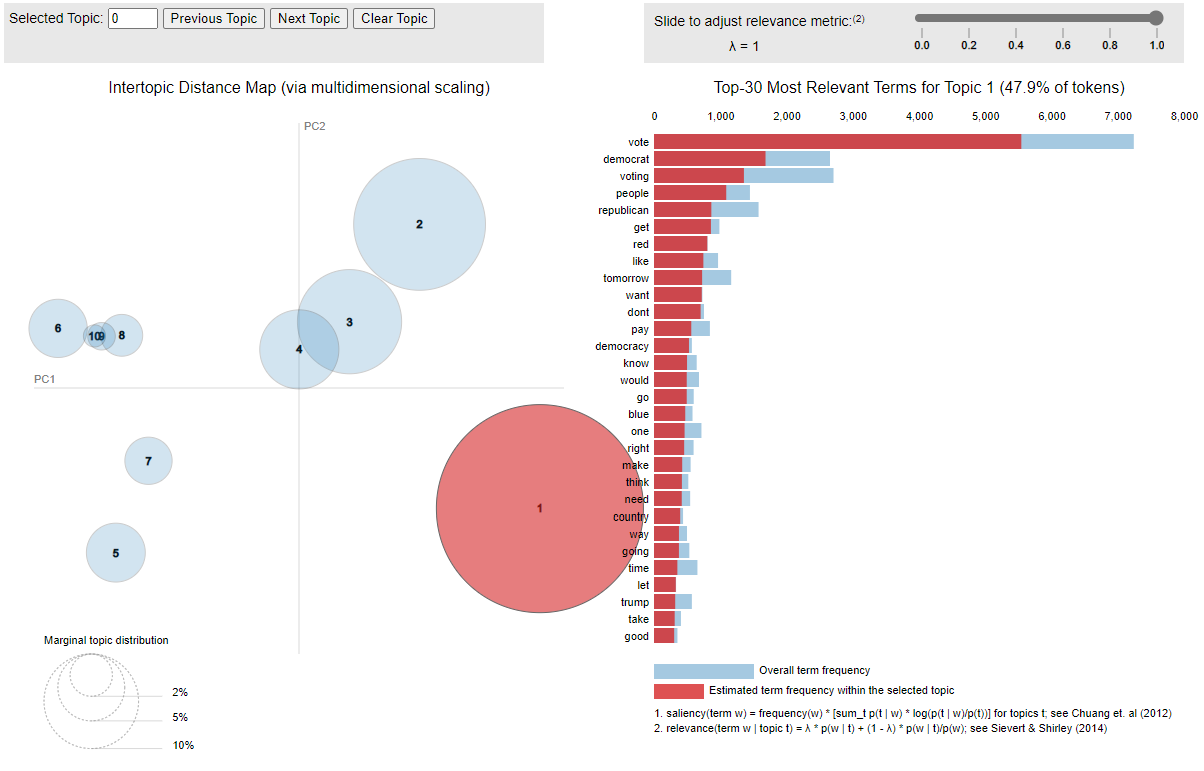 Selected Topic: 0 Previous Topic Next Topic Clear Topic
Slide to adjust relevance metric:(2)
λ = 1
0.0 0.2 0.4 0.6 0.8 1.0
Intertopic Distance Map (via multidimensional scaling)
PC2
PC1
2
3
4
6
10
9
8
7
5
1
Marginal topic distribution
2%
5%
10%
Top-30 Most Relevant Terms for Topic 1 (47.9% of tokens)
0 1,000 2,000 3,000 4,000 5,000 6,000 7,000 8,000
vote
democrat
voting
people
republican
get
red
like
tomorrow
want
dont
pay
democracy
know
would
go
blue
one
right
make
think
need
country
way
going
time
let
trump
take
good
Overall term frequency
Estimated term frequency within the selected topic
1. saliency(term w) = frequency(w) * [sum_t p(t | w) * log(p(t | w)/p(t))] for topics t; see Chuang et. al (2012)
2. relevance(term w | topic t) = λ * p(w | t) + (1 - λ) * p(w | t)/p(w); see Sievert & Shirley (2014)